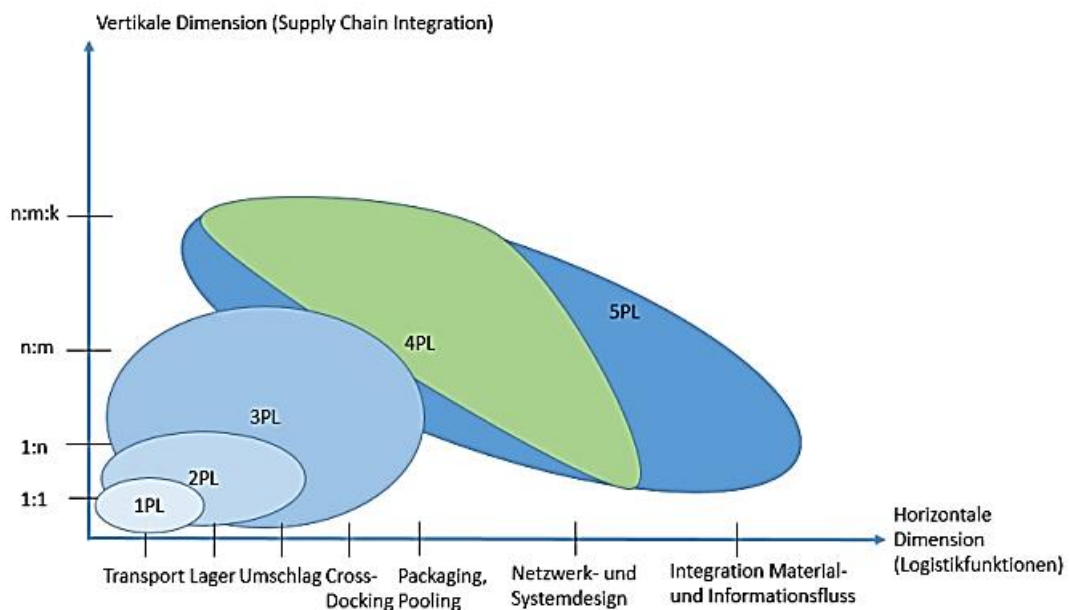 Vertikale Dimension (Supply Chain Integration)
n:m:k
5PL
n:m
4PL
3PL
1:n
2PL
1:1
1PL
Horizontale
Dimension
(Logistikfunktionen)
Transport Lager Umschlag Cross-
Docking
Packaging,
Pooling
Netzwerk- und
Systemdesign
Integration Material-
und Informationsfluss